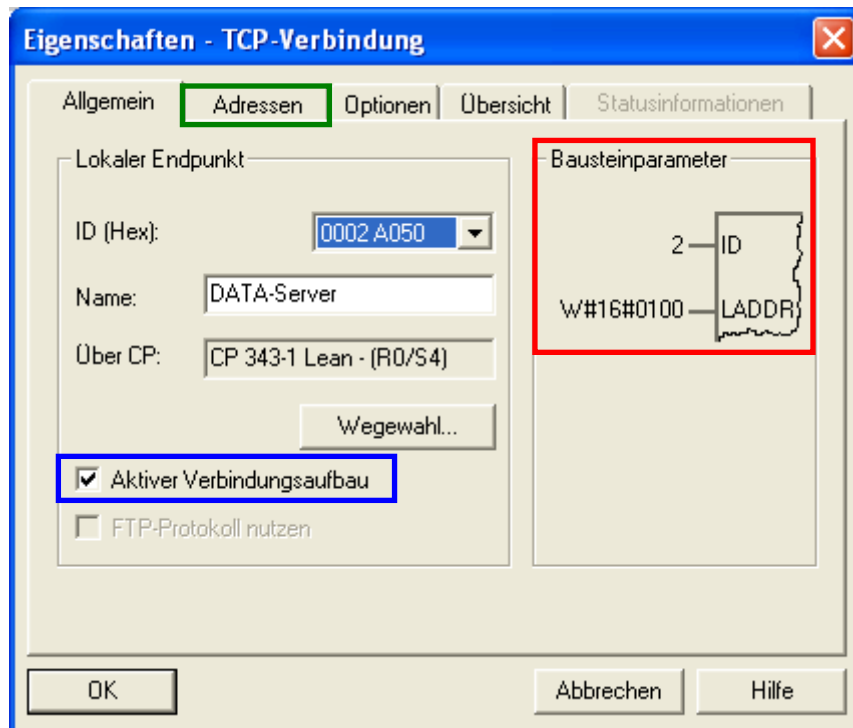 Eigenschaften - TCP-Verbindung
Allgemein Adressen Optionen Übersicht Statusinformationen
Lokaler Endpunkt
ID (Hex): 0002 A050
Name: DATA-Server
Über CP: CP 343-1 Lean - (R0/S4)
Wegewahl...
Aktiver Verbindungsaufbau
FTP-Protokoll nutzen
Bausteinparameter
2 ID
W#16#0100 LADDR
OK Abbrechen Hilfe